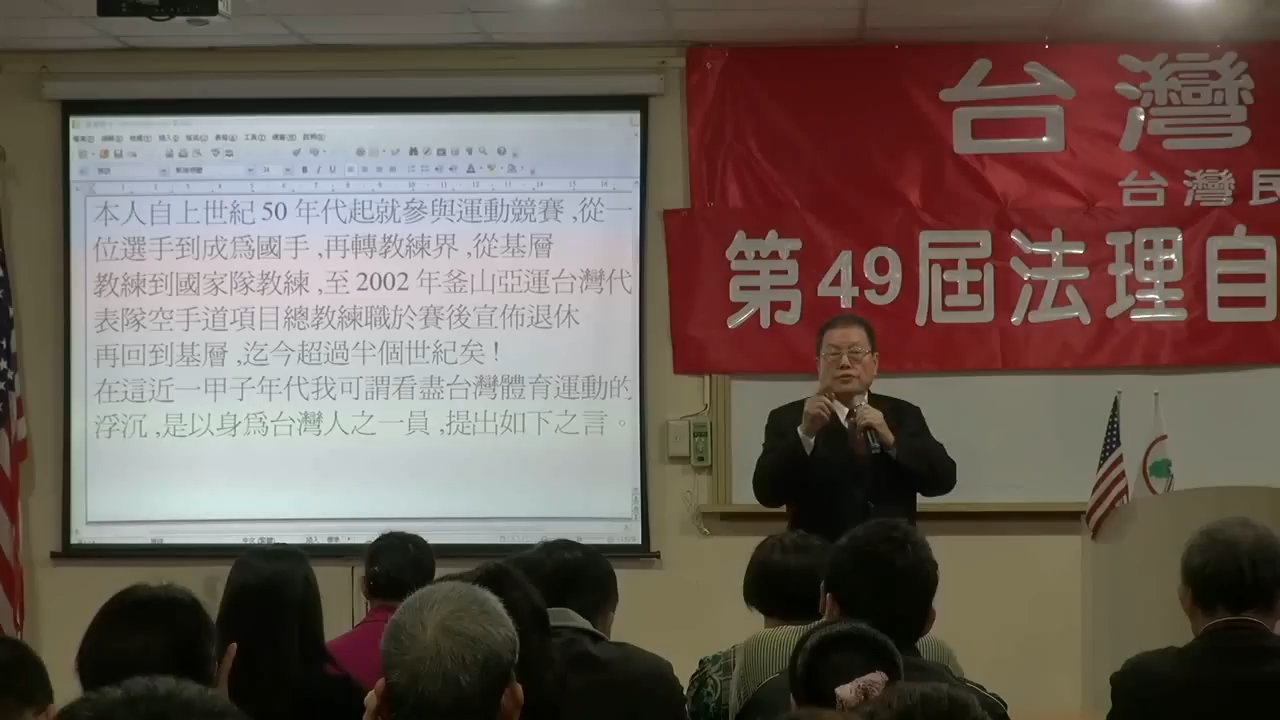 本人自上世紀 50 年代起就參與運動競賽 ,從一
位選手到成爲國手 ,再轉教練界 ,從基層
教練到國家隊教練 ,至 2002 年釜山亞運台灣代
表隊空手道項目總教練職於賽後宣佈退休
再回到基層 ,迄今超過半個世紀矣 !
在這近一甲子年代我可謂看盡台灣體育運動的
浮沉 ,是以身爲台灣人之一員 ,提出如下之言 。
台灣
台灣民
第49屆法理自